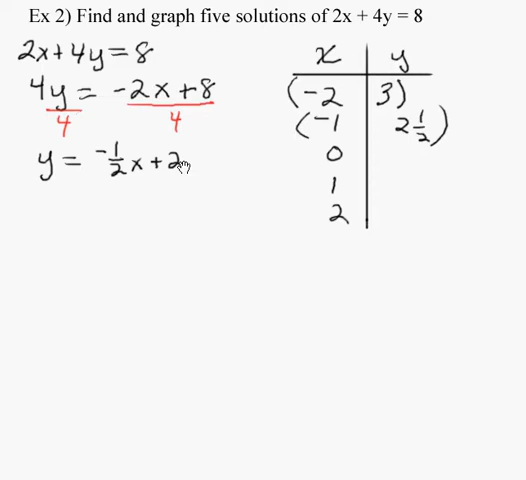 Ex 2) Find and graph five solutions of 2x + 4y = 8
2x + 4y = 8
4y = -2x + 8
4 4
y = -1/2 x + 2
x y
(-2 3)
(-1 2 1/2)
0
1
2